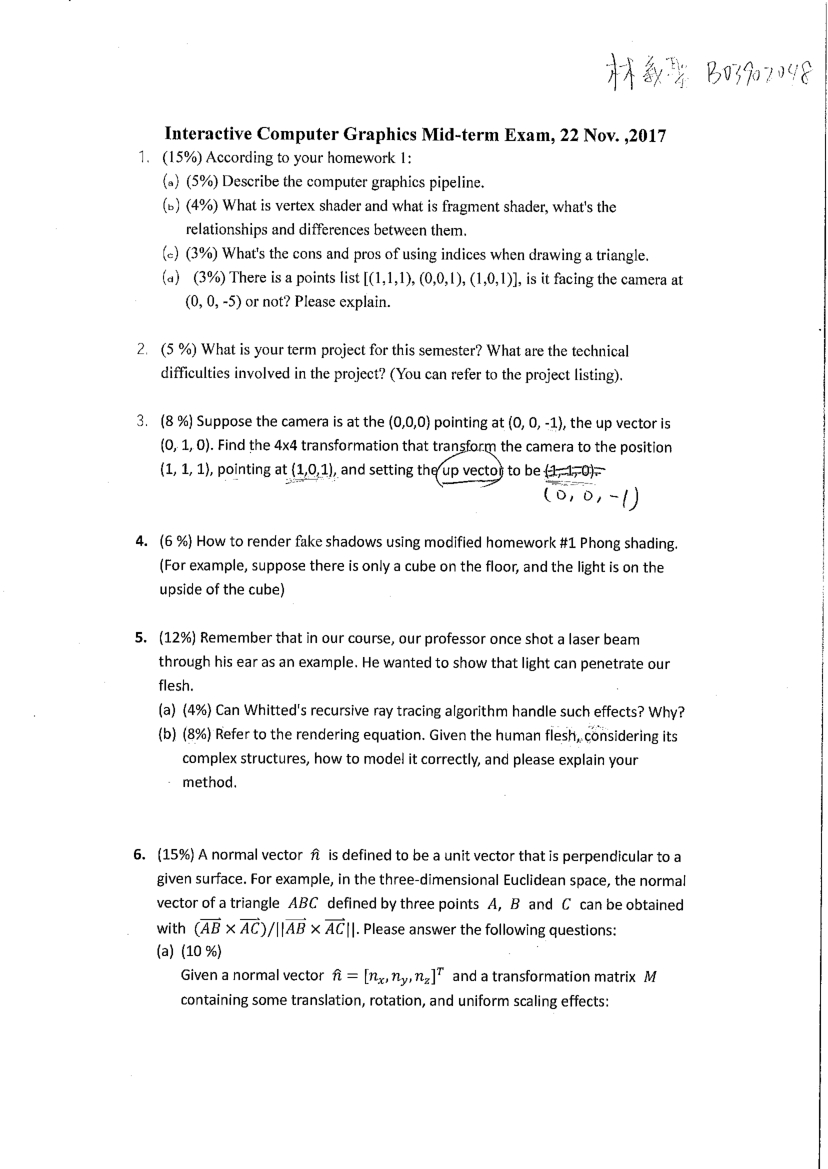 林義聖 B03902048
Interactive Computer Graphics Mid-term Exam, 22 Nov. ,2017
1. (15%) According to your homework 1:
(a) (5%) Describe the computer graphics pipeline.
(b) (4%) What is vertex shader and what is fragment shader, what's the
relationships and differences between them.
(c) (3%) What's the cons and pros of using indices when drawing a triangle.
(d) (3%) There is a points list [(1,1,1), (0,0,1), (1,0,1)], is it facing the camera at
(0, 0, -5) or not? Please explain.
2. (5 %) What is your term project for this semester? What are the technical
difficulties involved in the project? (You can refer to the project listing).
3. (8 %) Suppose the camera is at the (0,0,0) pointing at (0, 0, -1), the up vector is
(0, 1, 0). Find the 4x4 transformation that transform the camera to the position
(1, 1, 1), pointing at (1,0,1), and setting the up vector to be (1, 1, 0).
(0, 0, -1)
4. (6 %) How to render fake shadows using modified homework #1 Phong shading.
(For example, suppose there is only a cube on the floor, and the light is on the
upside of the cube)
5. (12%) Remember that in our course, our professor once shot a laser beam
through his ear as an example. He wanted to show that light can penetrate our
flesh.
(a) (4%) Can Whitted's recursive ray tracing algorithm handle such effects? Why?
(b) (8%) Refer to the rendering equation. Given the human flesh, considering its
complex structures, how to model it correctly, and please explain your
method.
6. (15%) A normal vector n̂ is defined to be a unit vector that is perpendicular to a
given surface. For example, in the three-dimensional Euclidean space, the normal
vector of a triangle ABC defined by three points A, B and C can be obtained
with (AB⃗ × AC⃗)/||AB⃗ × AC⃗||. Please answer the following questions:
(a) (10 %)
Given a normal vector n̂ = [nₓ, n_y, n_z]ᵀ and a transformation matrix M
containing some translation, rotation, and uniform scaling effects: